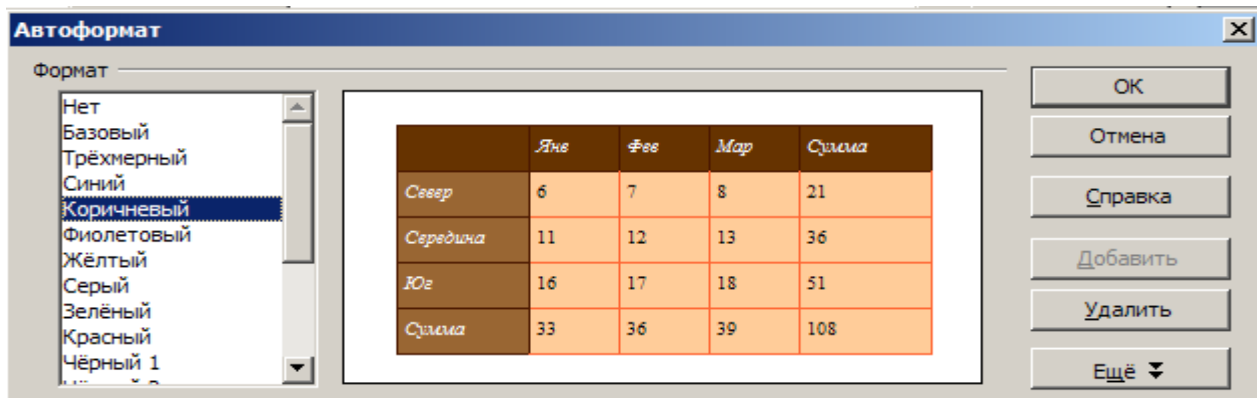 Автоформат
Формат
Нет
Базовый
Трёхмерный
Синий
Коричневый
Фиолетовый
Жёлтый
Серый
Зелёный
Красный
Чёрный 1
Янв Фев Мар Сумма
Север 6 7 8 21
Середина 11 12 13 36
Юг 16 17 18 51
Сумма 33 36 39 108
ОК
Отмена
Справка
Добавить
Удалить
Ещё